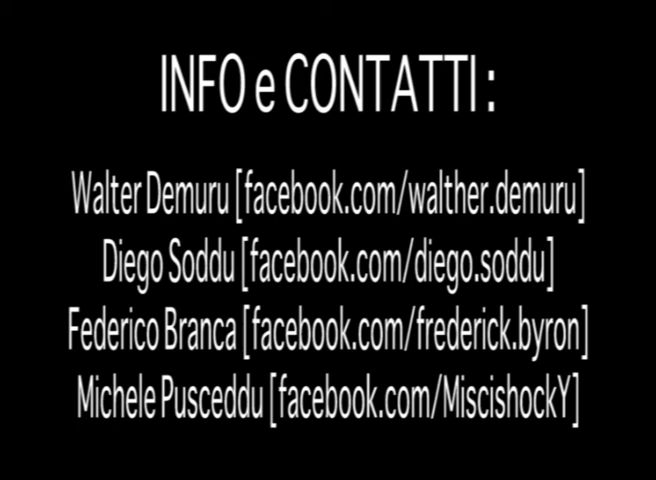 INFO e CONTATTI :
Walter Demuru [facebook.com/walther.demuru]
Diego Soddu [facebook.com/diego.soddu]
Federico Branca [facebook.com/frederick.byron]
Michele Pusceddu [facebook.com/MiscishockY]